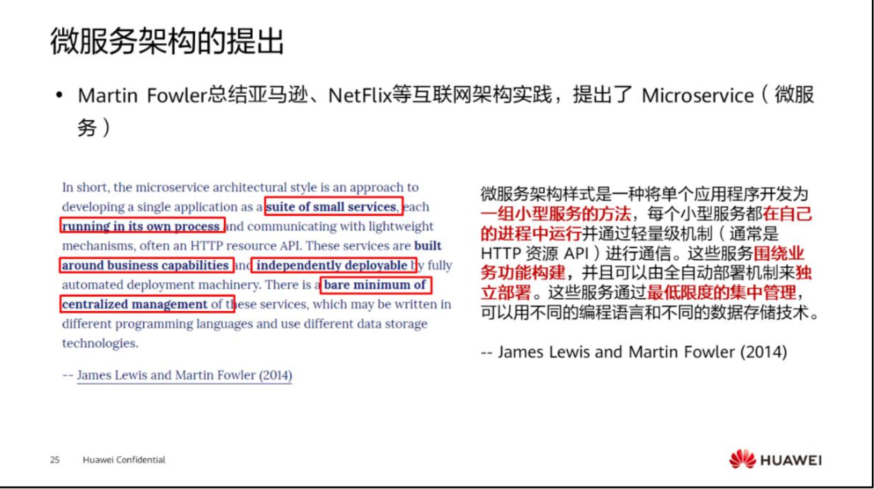 微服务架构的提出
• Martin Fowler总结亚马逊、NetFlix等互联网架构实践，提出了 Microservice（微服
务）
In short, the microservice architectural style is an approach to
developing a single application as a suite of small services, each
running in its own process and communicating with lightweight
mechanisms, often an HTTP resource API. These services are built
around business capabilities and independently deployable by fully
automated deployment machinery. There is a bare minimum of
centralized management of these services, which may be written in
different programming languages and use different data storage
technologies.
-- James Lewis and Martin Fowler (2014)
微服务架构样式是一种将单个应用程序开发为
一组小型服务的方法，每个小型服务都在自己
的进程中运行并通过轻量级机制（通常是
HTTP 资源 API）进行通信。这些服务围绕业
务功能构建，并且可以由全自动部署机制来独
立部署。这些服务通过最低限度的集中管理，
可以用不同的编程语言和不同的数据存储技术。
-- James Lewis and Martin Fowler (2014)
25 Huawei Confidential
HUAWEI